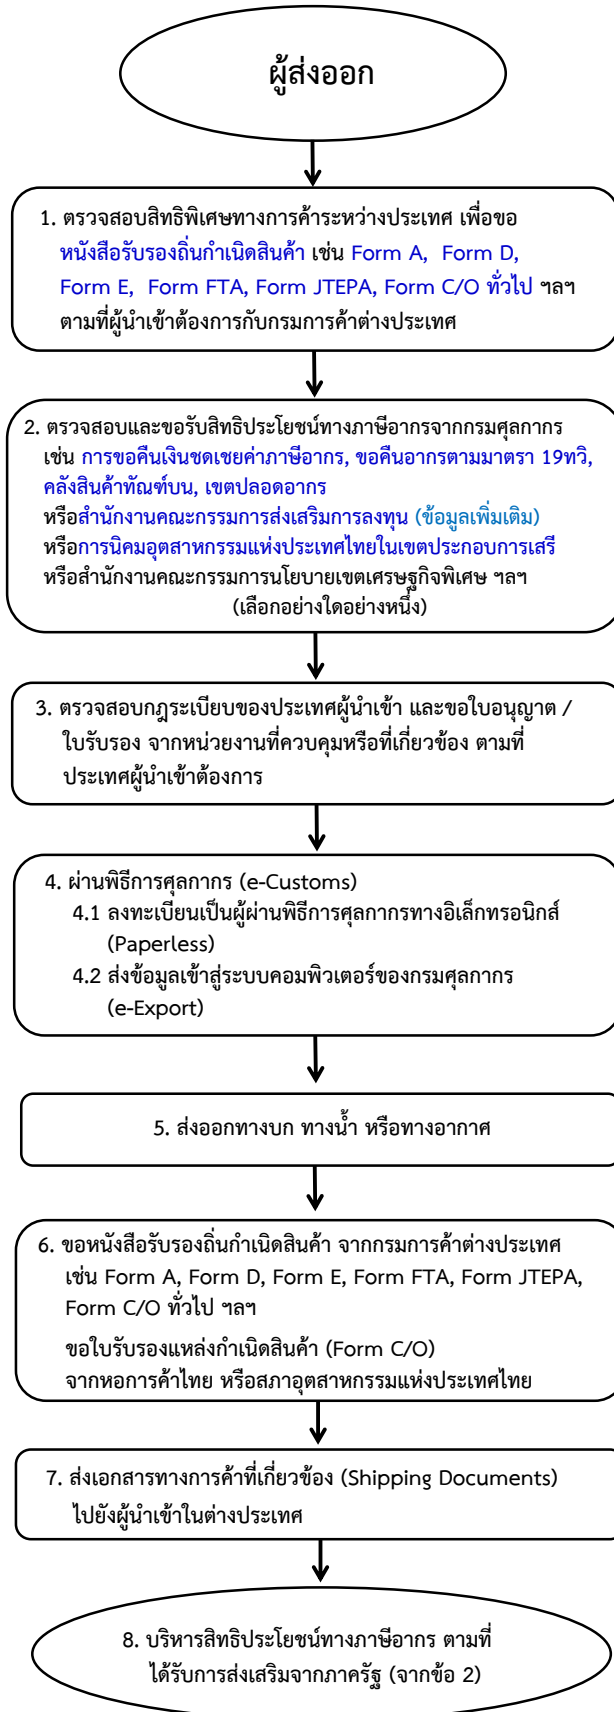 ผู้ส่งออก
1. ตรวจสอบสิทธิพิเศษทางการค้าระหว่างประเทศ เพื่อขอ
หนังสือรับรองถิ่นกำเนิดสินค้า เช่น Form A, Form D,
Form E, Form FTA, Form JTEPA, Form C/O ทั่วไป ฯลฯ
ตามที่ผู้นำเข้าต้องการกับกรมการค้าต่างประเทศ
2. ตรวจสอบและขอรับสิทธิประโยชน์ทางภาษีอากรจากกรมศุลกากร
เช่น การขอคืนเงินชดเชยค่าภาษีอากร, ขอคืนอากรตามมาตรา 19ทวิ,
คลังสินค้าทัณฑ์บน, เขตปลอดอากร
หรือสำนักงานคณะกรรมการส่งเสริมการลงทุน (ข้อมูลเพิ่มเติม)
หรือการนิคมอุตสาหกรรมแห่งประเทศไทยในเขตประกอบการเสรี
หรือสำนักงานคณะกรรมการนโยบายเขตเศรษฐกิจพิเศษ ฯลฯ
(เลือกอย่างใดอย่างหนึ่ง)
3. ตรวจสอบกฎระเบียบของประเทศผู้นำเข้า และขอใบอนุญาต /
ใบรับรอง จากหน่วยงานที่ควบคุมหรือที่เกี่ยวข้อง ตามที่
ประเทศผู้นำเข้าต้องการ
4. ผ่านพิธีการศุลกากร (e-Customs)
4.1 ลงทะเบียนเป็นผู้ผ่านพิธีการศุลกากรทางอิเล็กทรอนิกส์
(Paperless)
4.2 ส่งข้อมูลเข้าสู่ระบบคอมพิวเตอร์ของกรมศุลกากร
(e-Export)
5. ส่งออกทางบก ทางน้ำ หรือทางอากาศ
6. ขอหนังสือรับรองถิ่นกำเนิดสินค้า จากกรมการค้าต่างประเทศ
เช่น Form A, Form D, Form E, Form FTA, Form JTEPA,
Form C/O ทั่วไป ฯลฯ
ขอใบรับรองแหล่งกำเนิดสินค้า (Form C/O)
จากหอการค้าไทย หรือสภาอุตสาหกรรมแห่งประเทศไทย
7. ส่งเอกสารทางการค้าที่เกี่ยวข้อง (Shipping Documents)
ไปยังผู้นำเข้าในต่างประเทศ
8. บริหารสิทธิประโยชน์ทางภาษีอากร ตามที่
ได้รับการส่งเสริมจากภาครัฐ (จากข้อ 2)